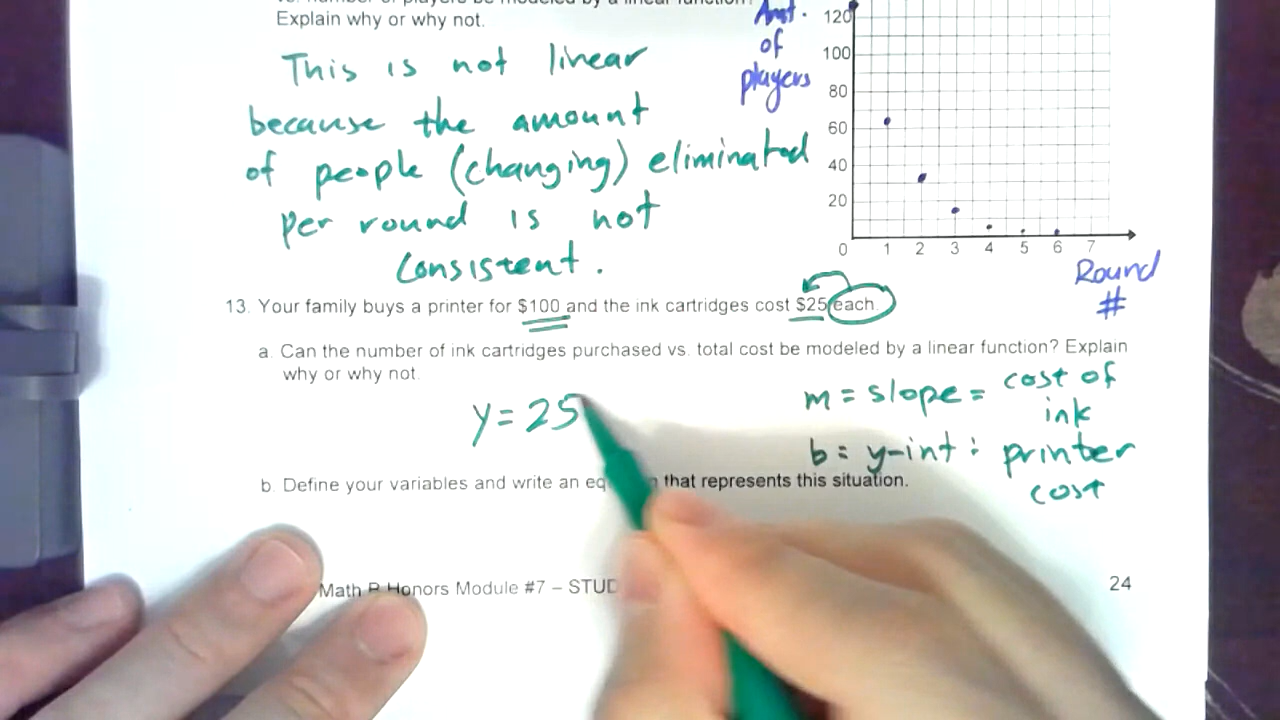 Explain why or why not.
This is not linear
because the amount
of people (changing) eliminated
per round is not
consistent.
Amt.
of
players
120
100
80
60
40
20
0 1 2 3 4 5 6 7
Round
#
13. Your family buys a printer for $100 and the ink cartridges cost $25 each.
a. Can the number of ink cartridges purchased vs. total cost be modeled by a linear function? Explain
why or why not.
y = 25
m = slope = cost of
ink
b = y-int : printer
cost
b. Define your variables and write an that represents this situation.
Math Honors Module #7 –
24